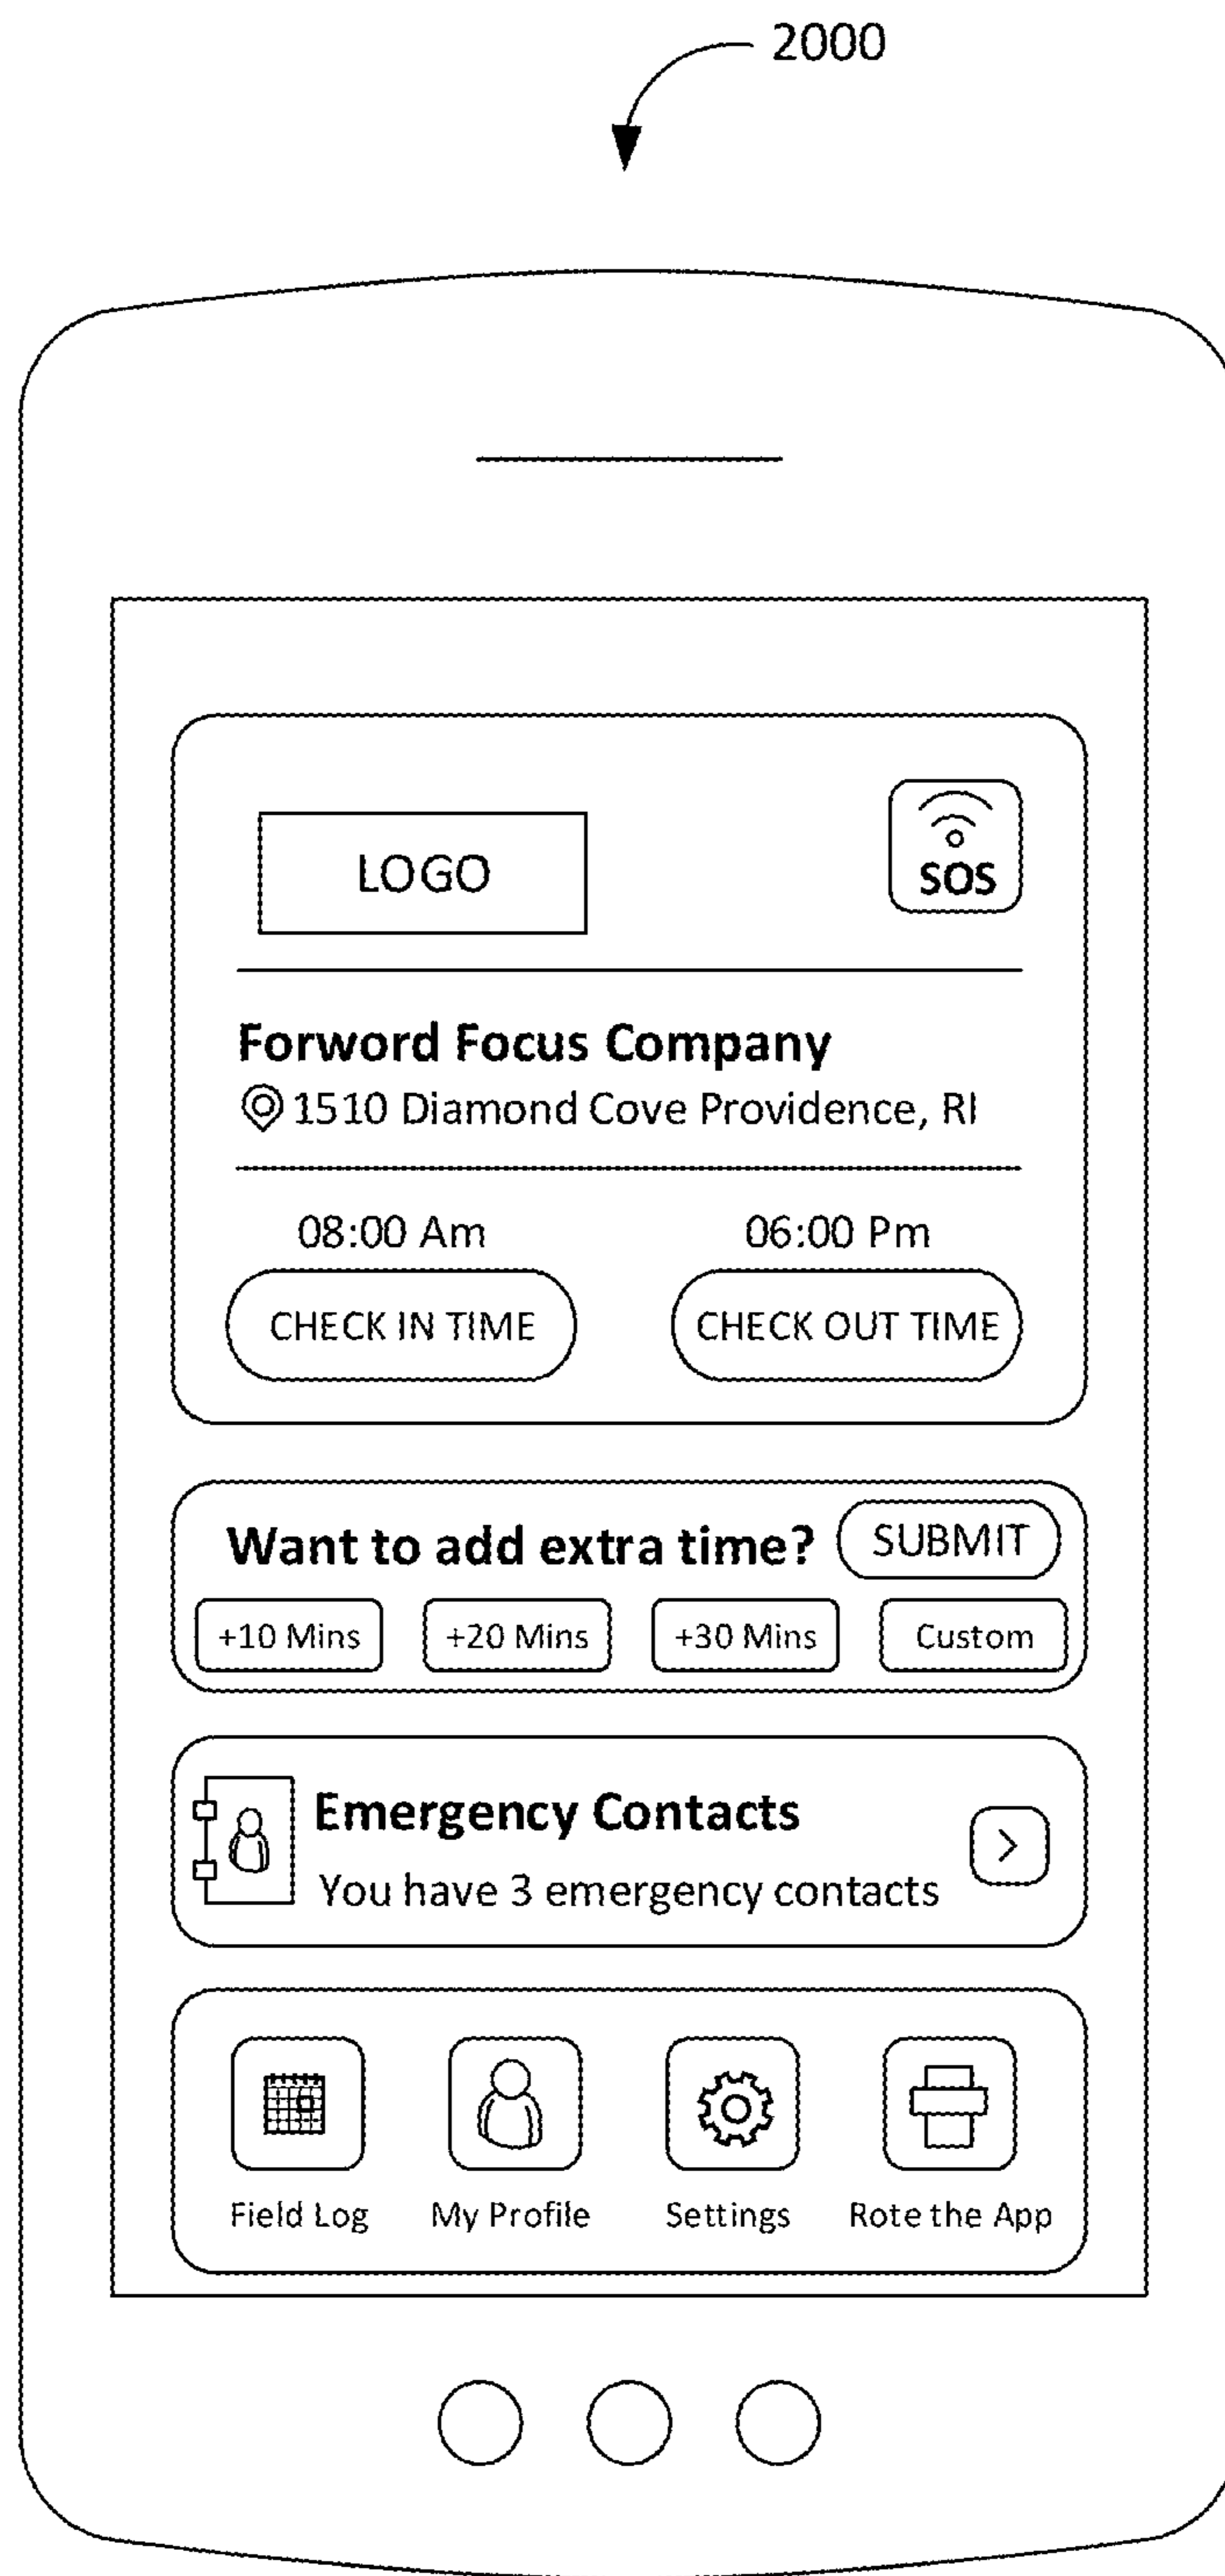 2000
LOGO
SOS
Forword Focus Company
1510 Diamond Cove Providence, RI
08:00 Am 06:00 Pm
CHECK IN TIME CHECK OUT TIME
Want to add extra time? SUBMIT
+10 Mins +20 Mins +30 Mins Custom
Emergency Contacts
You have 3 emergency contacts
Field Log My Profile Settings Rote the App